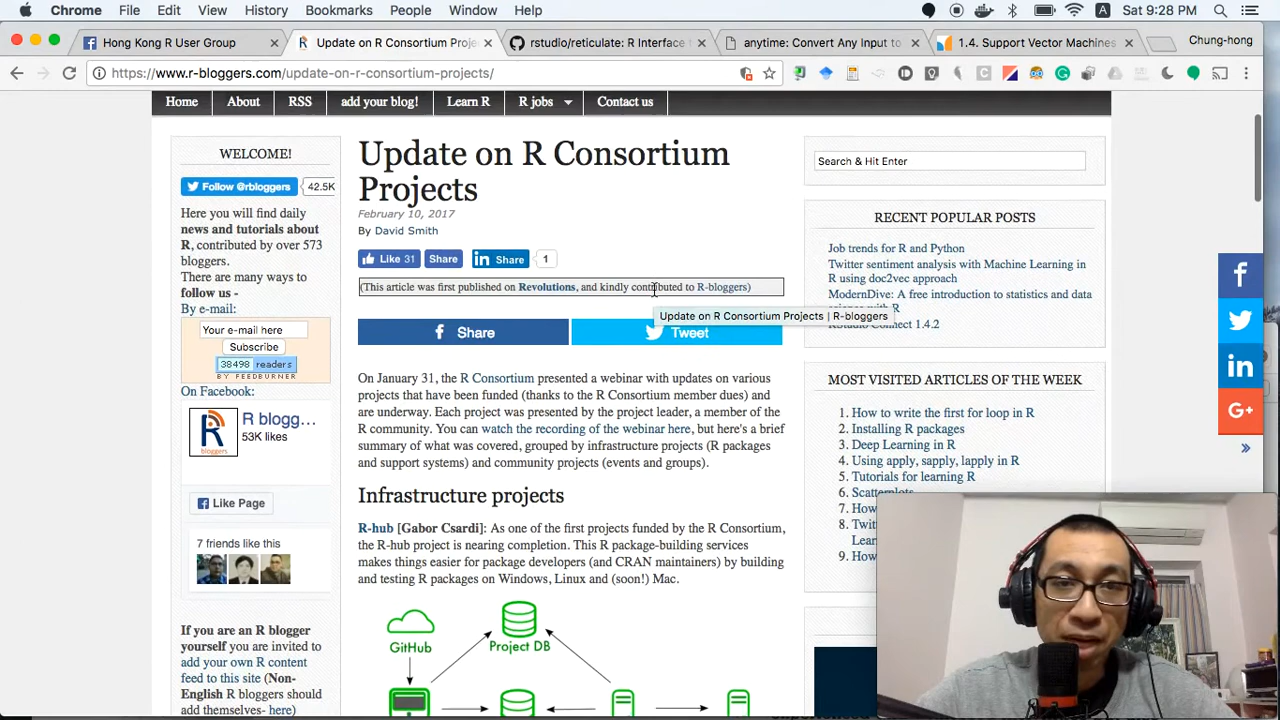 Chrome File Edit View History Bookmarks People Window Help Sat 9:28 PM
Hong Kong R User Group
Update on R Consortium Proje
rstudio/reticulate: R Interface
anytime: Convert Any Input to
1.4. Support Vector Machines
Chung-hong
https://www.r-bloggers.com/update-on-r-consortium-projects/
Home About RSS add your blog! Learn R R jobs Contact us
WELCOME!
Follow @rbloggers 42.5K
Here you will find daily
news and tutorials about
R, contributed by over 573
bloggers.
There are many ways to
follow us -
By e-mail:
Your e-mail here
Subscribe
38498 readers
BY FEEDBURNER
On Facebook:
R blogg...
53K likes
R bloggers
Like Page
7 friends like this
If you are an R blogger
yourself you are invited to
add your own R content
feed to this site (Non-
English R bloggers should
add themselves- here)
Update on R Consortium
Projects
February 10, 2017
By David Smith
Like 31 Share in Share 1
(This article was first published on Revolutions, and kindly contributed to R-bloggers)
Update on R Consortium Projects | R-bloggers
Share Tweet
On January 31, the R Consortium presented a webinar with updates on various
projects that have been funded (thanks to the R Consortium member dues) and
are underway. Each project was presented by the project leader, a member of the
R community. You can watch the recording of the webinar here, but here's a brief
summary of what was covered, grouped by infrastructure projects (R packages
and support systems) and community projects (events and groups).
Infrastructure projects
R-hub [Gabor Csardi]: As one of the first projects funded by the R Consortium,
the R-hub project is nearing completion. This R package-building services
makes things easier for package developers (and CRAN maintainers) by building
and testing R packages on Windows, Linux and (soon!) Mac.
GitHub
Project DB
Search & Hit Enter
RECENT POPULAR POSTS
Job trends for R and Python
Twitter sentiment analysis with Machine Learning in
R using doc2vec approach
ModernDive: A free introduction to statistics and data
with R
RStudio Connect 1.4.2
MOST VISITED ARTICLES OF THE WEEK
1. How to write the first for loop in R
2. Installing R packages
3. Deep Learning in R
4. Using apply, sapply, lapply in R
5. Tutorials for learning R
6. Scatterplots
7. How
8. Twit
Lear
9. How